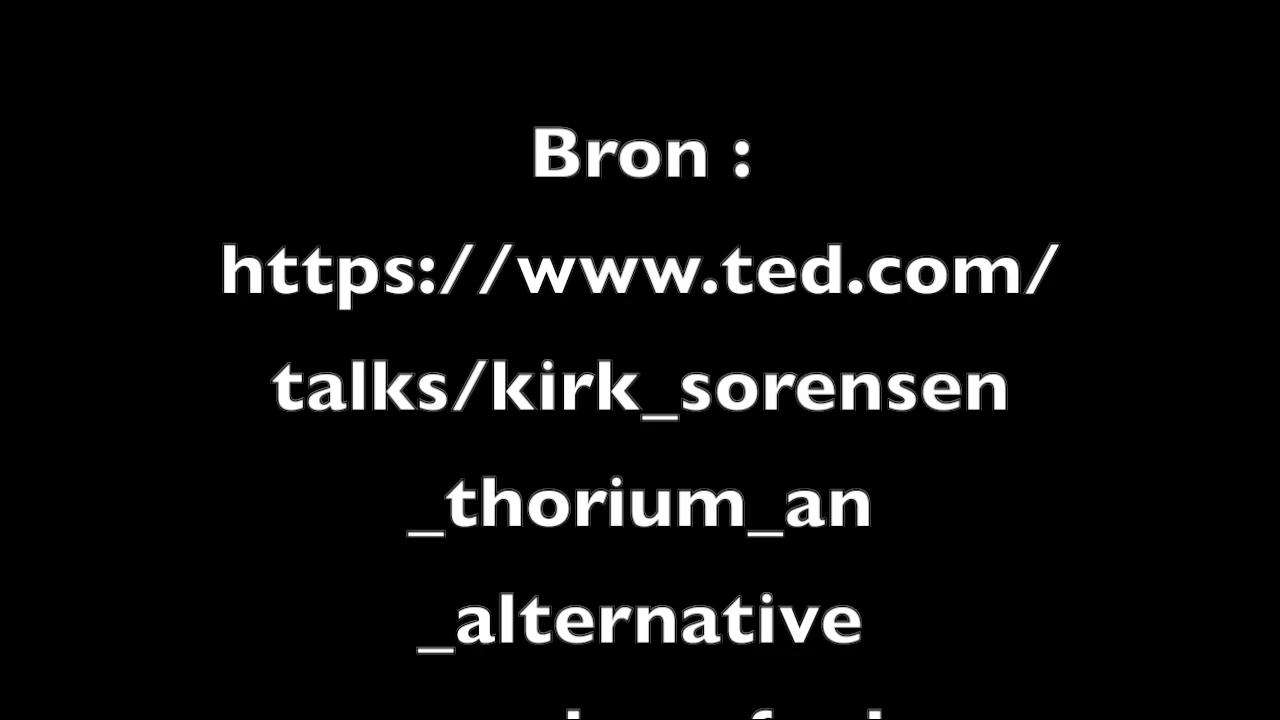 Bron :
https://www.ted.com/
talks/kirk_sorensen
_thorium_an
_alternative